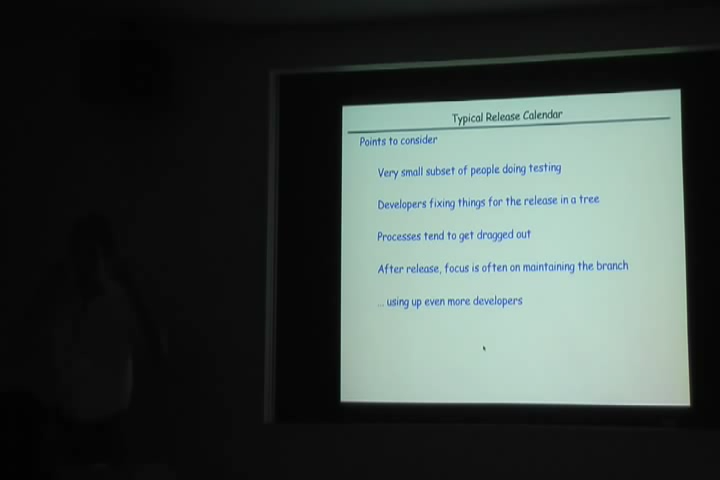 Typical Release Calendar
Points to consider
Very small subset of people doing testing
Developers fixing things for the release in a tree
Processes tend to get dragged out
After release, focus is often on maintaining the branch
... using up even more developers